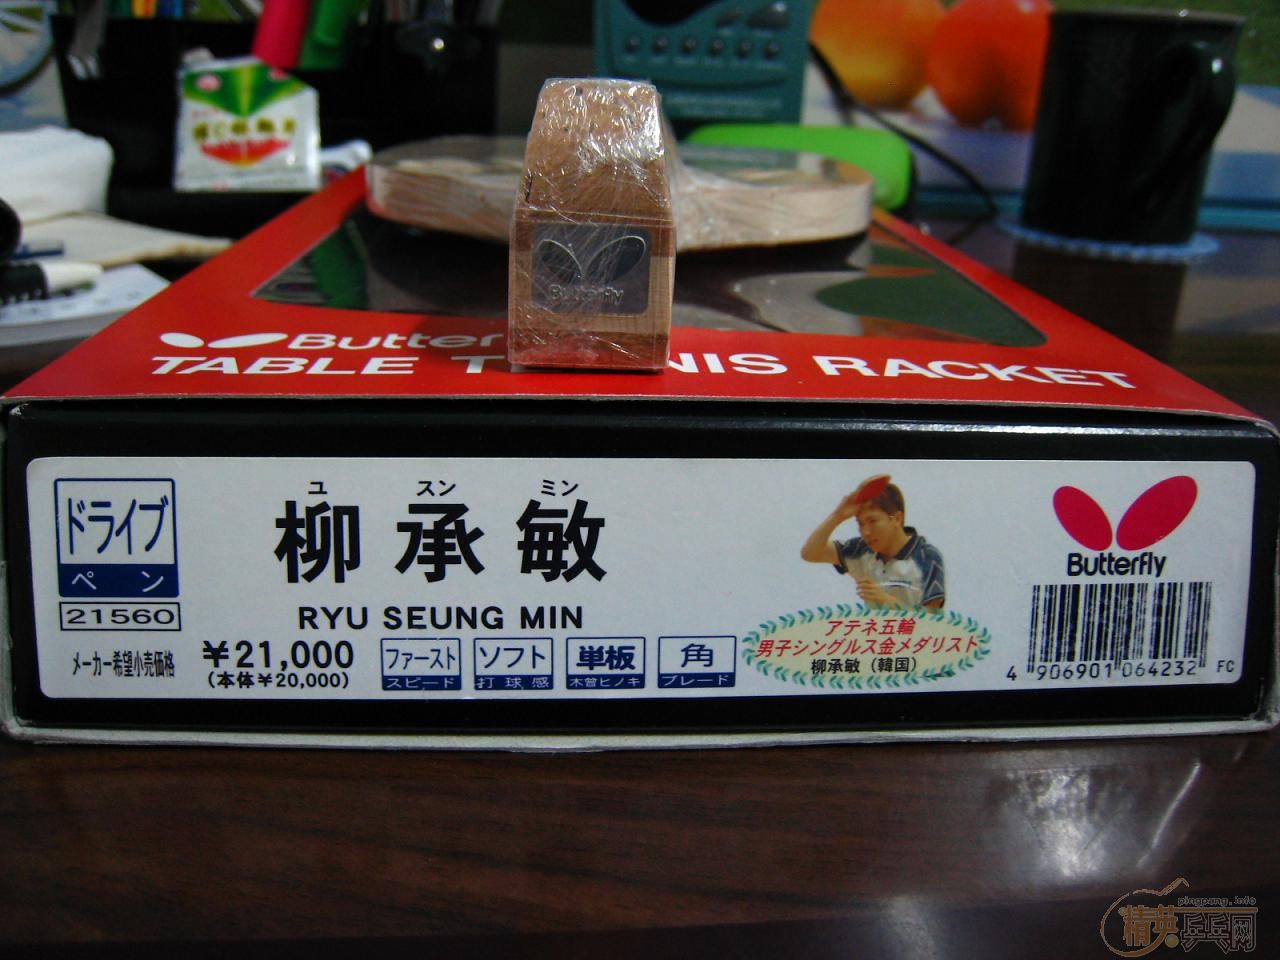 Butterfly
Butter
TABLE T NIS RACKET
ドライブ
ペン
21560
メーカー希望小売価格
ユ スン ミン
柳承敏
RYU SEUNG MIN
¥21,000
(本体¥20,000)
ファースト
スピード
ソフト
打球感
単板
木曽ヒノキ
角
ブレード
アテネ五輪
男子シングルス金メダリスト
柳承敏（韓国）
Butterfly
4 906901 064232 FC
pingpang.info
精英乒乓网